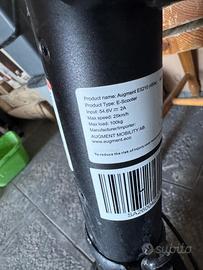 Product Name: Augment ES210
Product Type: E-Scooter
Input: 54.6V ⎓ 2A
Max speed: 25km/h
Max load: 100kg
Manufacturer/Importer:
AUGMENT MOBILITY AB
www.augment.eco
To reduce the risk of injury
subito